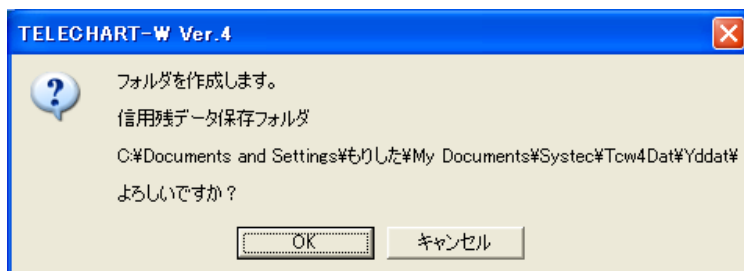 TELECHART-W Ver.4
フォルダを作成します。
信用残データ保存フォルダ
C:¥Documents and Settings¥もりした¥My Documents¥Systec¥Tcw4Dat¥Yddat¥
よろしいですか?
OK キャンセル